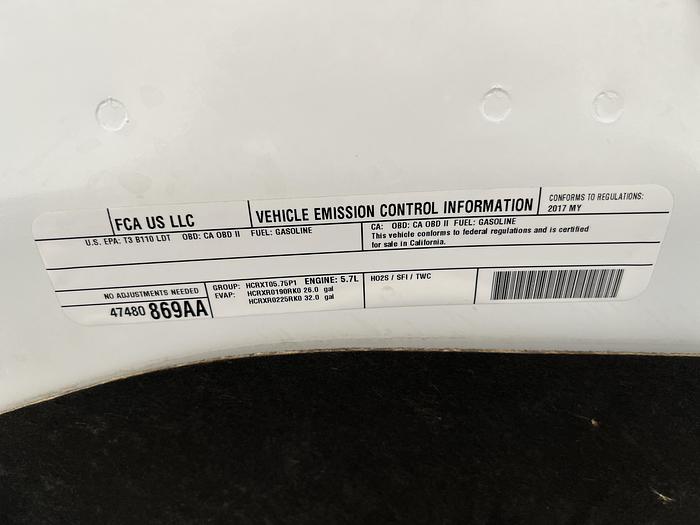 FCA US LLC
VEHICLE EMISSION CONTROL INFORMATION
CONFORMS TO REGULATIONS:
2017 MY
U.S. EPA: T3 B110 LDT OBD: CA OBD II FUEL: GASOLINE
CA: OBD: CA OBD II FUEL: GASOLINE
This vehicle conforms to federal regulations and is certified
for sale in California.
NO ADJUSTMENTS NEEDED
47480 869AA
GROUP: HCRXT05.75P1 ENGINE: 5.7L
EVAP: HCRXR0190RK0 26.0 gal
HCRXR0225RK0 32.0 gal
HO2S / SFI / TWC